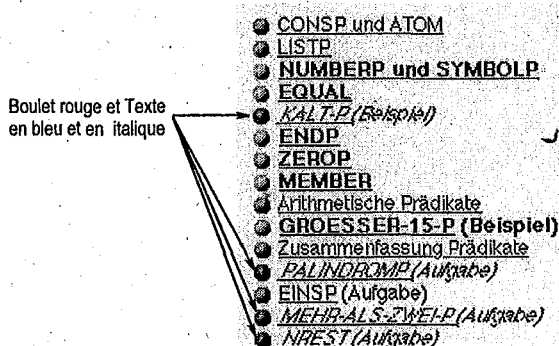 CONSP und ATOM
LISTP
NUMBERP und SYMBOLP
EQUAL
Boulet rouge et Texte
en bleu et en italique
KALT-P (Beispiel)
ENDP
ZEROP
MEMBER
Arithmetische Prädikate
GROESSER-15-P (Beispiel)
Zusammenfassung Prädikate
PALINDROMP (Aufgabe)
EINSP (Aufgabe)
MEHR-ALS-ZWEI-P (Aufgabe)
NREST (Aufgabe)